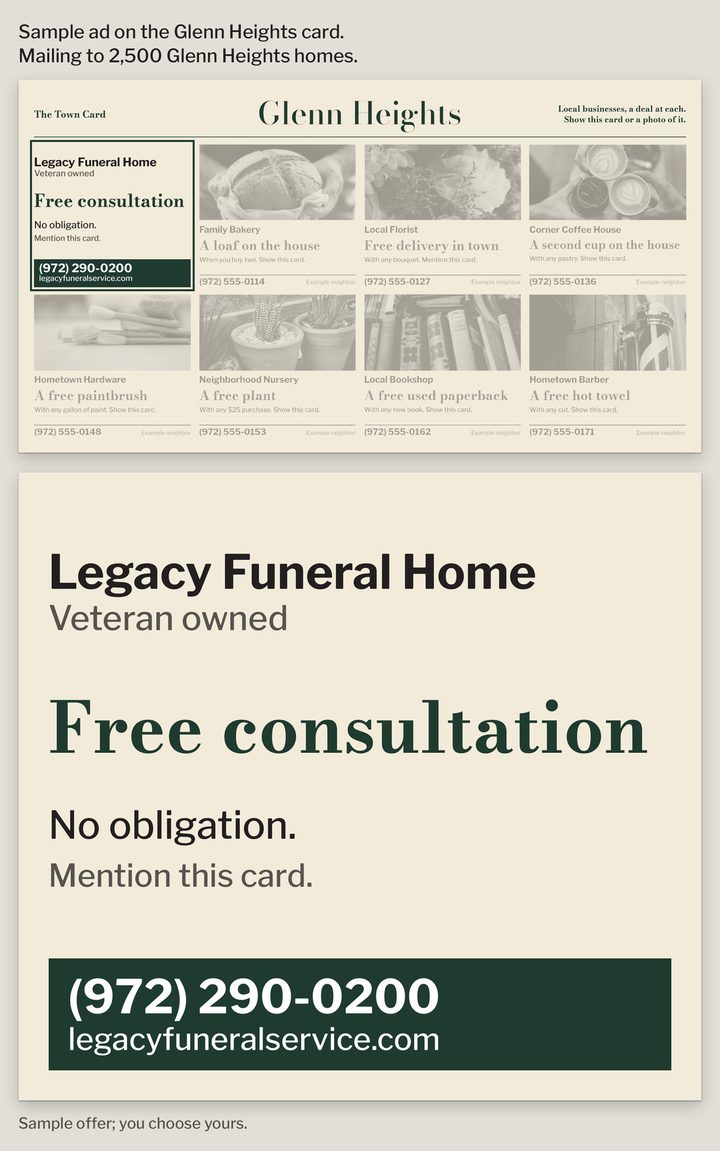 Sample ad on the Glenn Heights card.
Mailing to 2,500 Glenn Heights homes.
The Town Card
Glenn Heights
Local businesses, a deal at each.
Show this card or a photo of it.
Legacy Funeral Home
Veteran owned
Free consultation
No obligation.
Mention this card.
(972) 290-0200
legacyfuneralservice.com
Family Bakery
A loaf on the house
When you buy two. Show this card.
(972) 555-0114
Example neighbor
Local Florist
Free delivery in town
With any bouquet. Mention this card.
(972) 555-0127
Example neighbor
Corner Coffee House
A second cup on the house
With any pastry. Show this card.
(972) 555-0136
Example neighbor
Hometown Hardware
A free paintbrush
With any gallon of paint. Show this card.
(972) 555-0148
Example neighbor
Neighborhood Nursery
A free plant
With any $25 purchase. Show this card.
(972) 555-0153
Example neighbor
Local Bookshop
A free used paperback
With any new book. Show this card.
(972) 555-0162
Example neighbor
Hometown Barber
A free hot towel
With any cut. Show this card.
(972) 555-0171
Example neighbor
Legacy Funeral Home
Veteran owned
Free consultation
No obligation.
Mention this card.
(972) 290-0200
legacyfuneralservice.com
Sample offer; you choose yours.